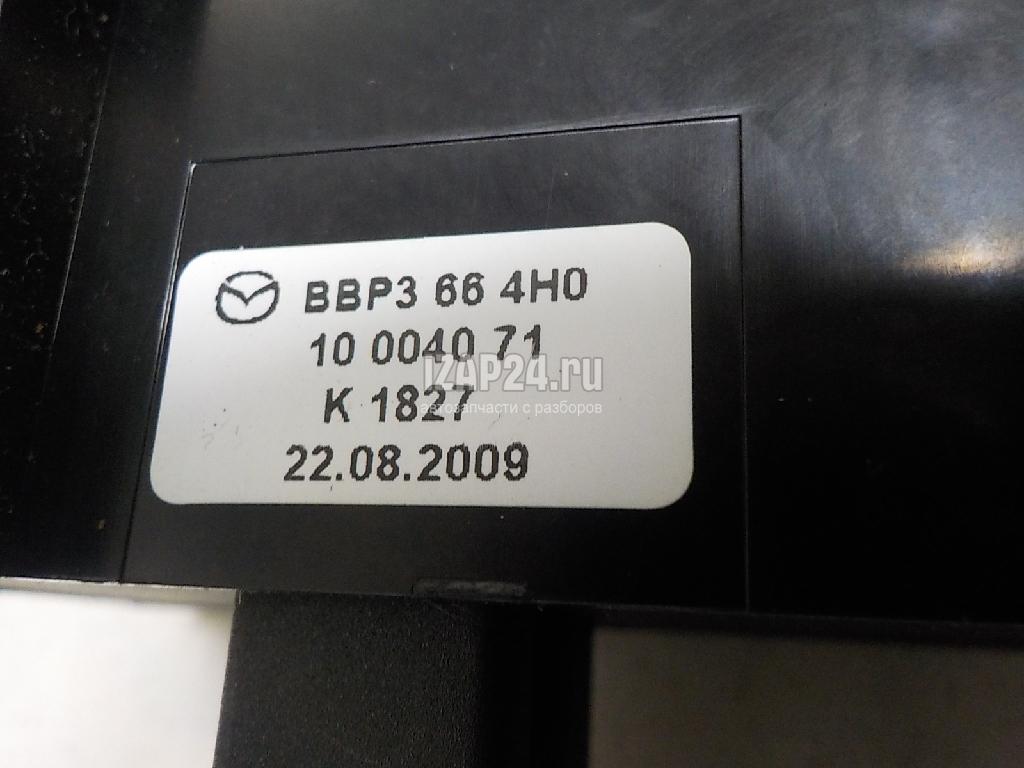 BBP3 66 4H0
10 0040 71
IZAP24.ru
K 1827
автозапчасти с разборов
22.08.2009